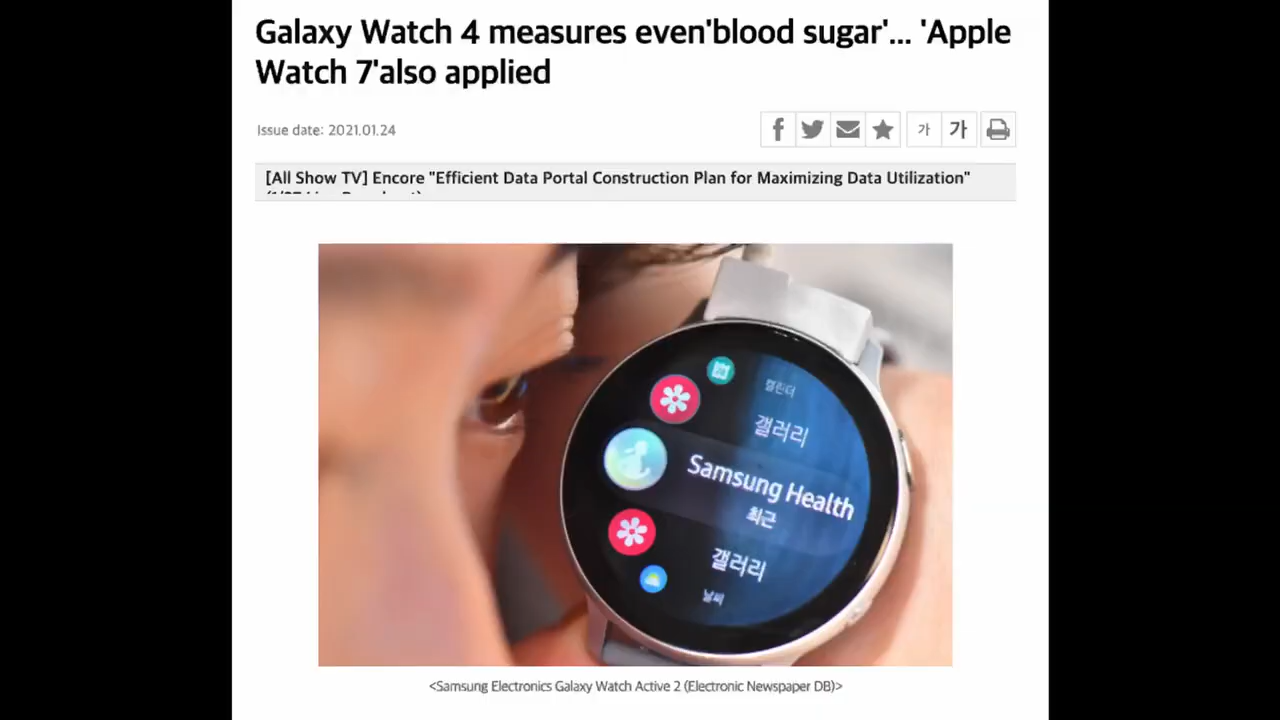 Galaxy Watch 4 measures even'blood sugar'... 'Apple
Watch 7'also applied
Issue date: 2021.01.24
가 가
[All Show TV] Encore "Efficient Data Portal Construction Plan for Maximizing Data Utilization"
캘린더
갤러리
Samsung Health
최근
갤러리
날씨
<Samsung Electronics Galaxy Watch Active 2 (Electronic Newspaper DB)>